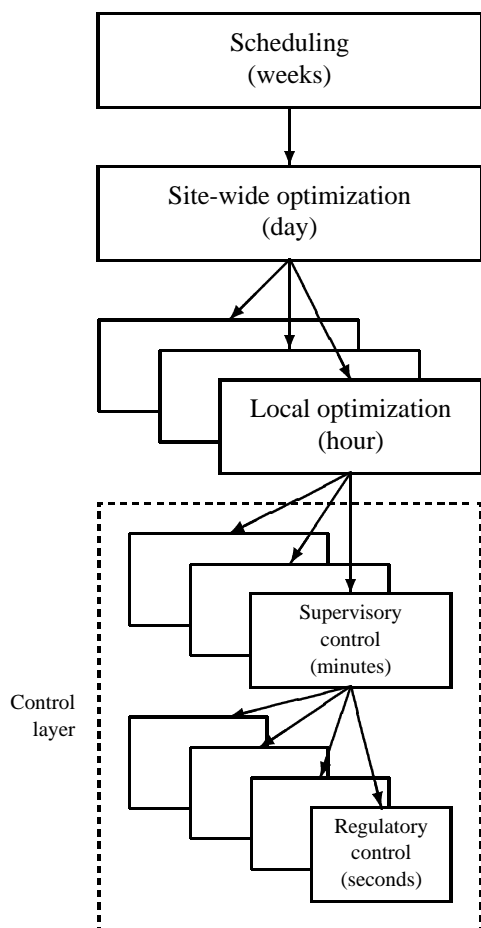 Scheduling
(weeks)
Site-wide optimization
(day)
Local optimization
(hour)
Supervisory
control
(minutes)
Control
layer
Regulatory
control
(seconds)